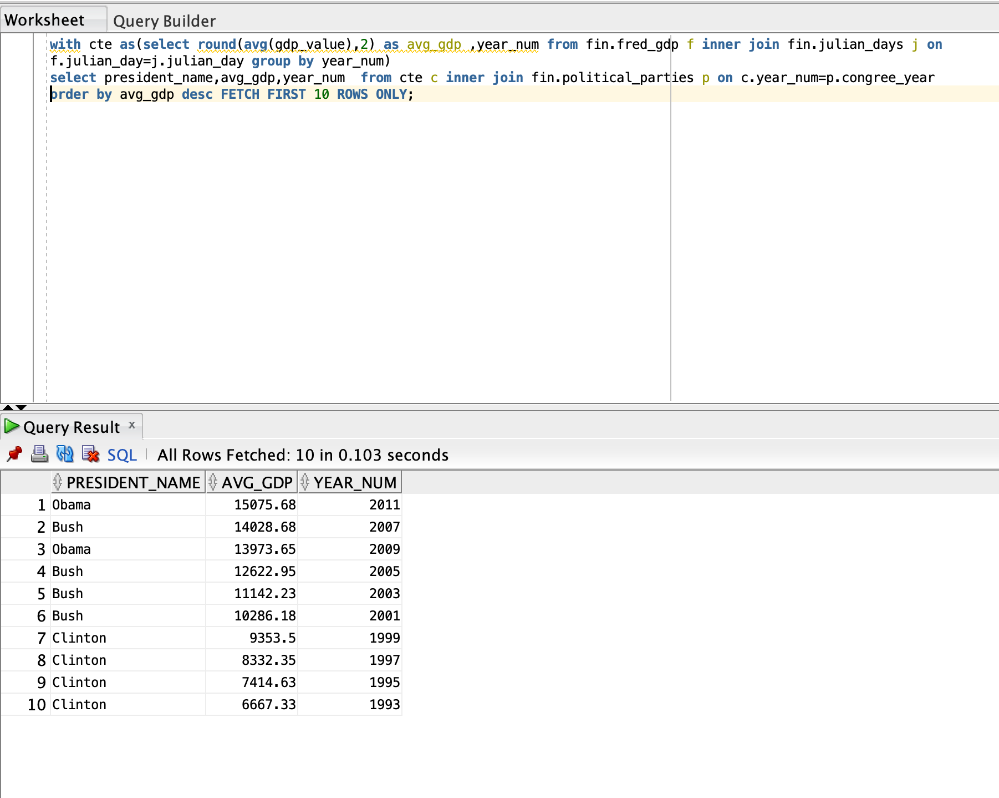 Worksheet Query Builder
with cte as(select round(avg(gdp_value),2) as avg_gdp ,year_num from fin.fred_gdp f inner join fin.julian_days j on
f.julian_day=j.julian_day group by year_num)
select president_name,avg_gdp,year_num  from cte c inner join fin.political_parties p on c.year_num=p.congree_year
order by avg_gdp desc FETCH FIRST 10 ROWS ONLY;
Query Result x
SQL | All Rows Fetched: 10 in 0.103 seconds
PRESIDENT_NAME AVG_GDP YEAR_NUM
1 Obama 15075.68 2011
2 Bush 14028.68 2007
3 Obama 13973.65 2009
4 Bush 12622.95 2005
5 Bush 11142.23 2003
6 Bush 10286.18 2001
7 Clinton 9353.5 1999
8 Clinton 8332.35 1997
9 Clinton 7414.63 1995
10 Clinton 6667.33 1993